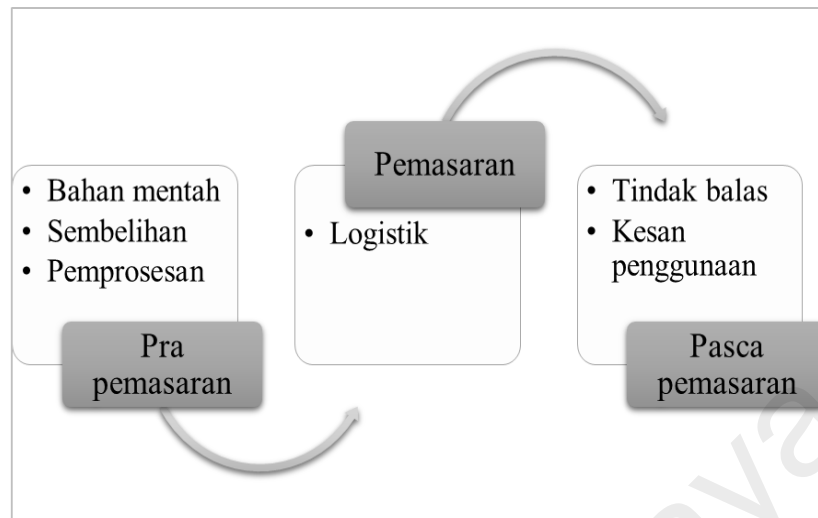 • Bahan mentah
• Sembelihan
• Pemprosesan
Pra
pemasaran
Pemasaran
• Logistik
• Tindak balas
• Kesan
penggunaan
Pasca
pemasaran